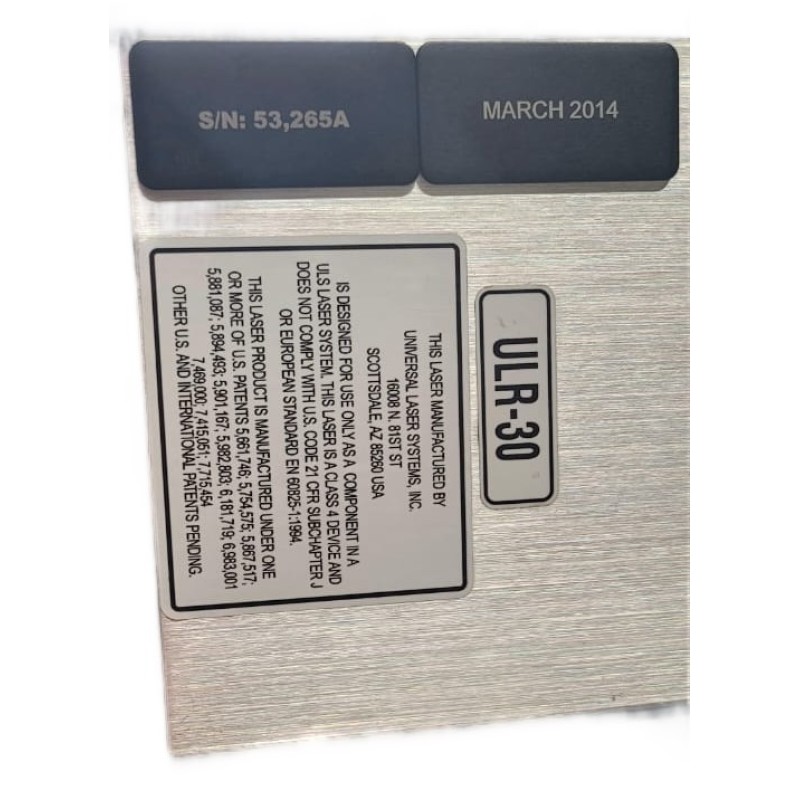 S/N: 53,265A
MARCH 2014
THIS LASER MANUFACTURED BY
UNIVERSAL LASER SYSTEMS, INC.
16008 N. 81ST ST
SCOTTSDALE, AZ 85260 USA
IS DESIGNED FOR USE ONLY AS A COMPONENT IN A
ULS LASER SYSTEM. THIS LASER IS A CLASS 4 DEVICE AND
DOES NOT COMPLY WITH U.S. CODE 21 CFR SUBCHAPTER J
OR EUROPEAN STANDARD EN 60825-1:1994.
THIS LASER PRODUCT IS MANUFACTURED UNDER ONE
OR MORE OF U.S. PATENTS 5,661,746; 5,754,575; 5,867,517;
5,881,087; 5,894,493; 5,901,167; 5,982,803; 6,181,719; 6,983,001
7,469,000; 7,415,051; 7,715,454
OTHER U.S. AND INTERNATIONAL PATENTS PENDING.
ULR-30